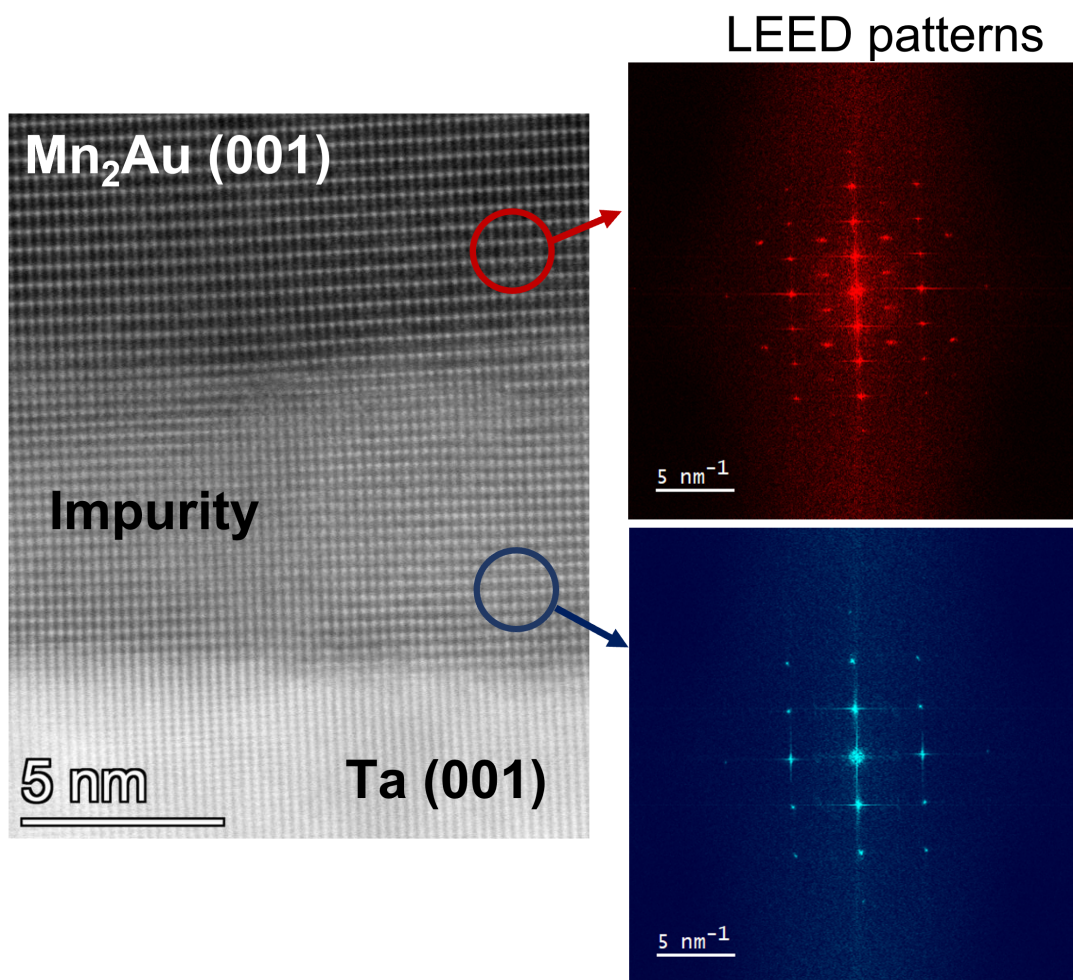 LEED patterns
Mn₂Au (001)
5 nm⁻¹
Impurity
Ta (001)
5 nm
5 nm⁻¹